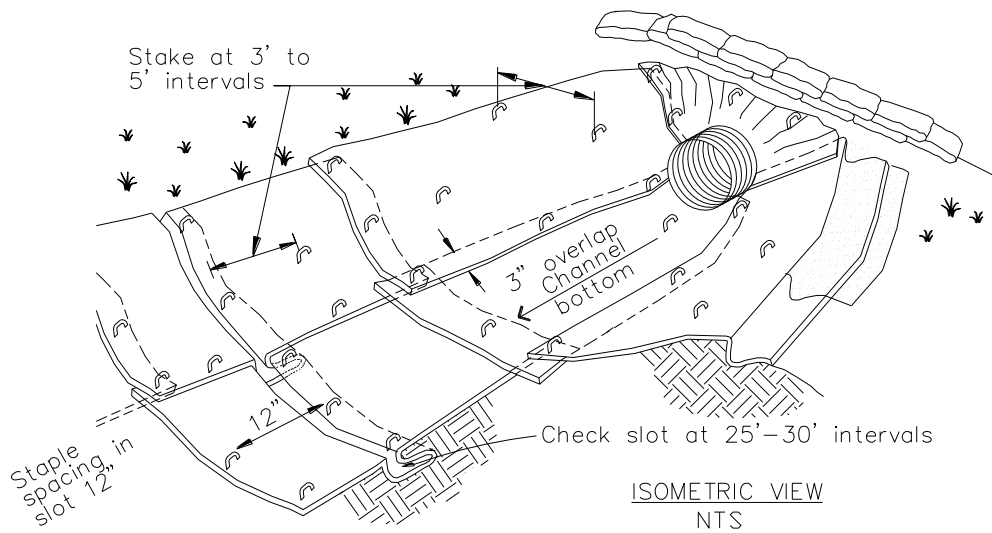 Stake at 3' to
5' intervals
3" overlap
Channel
bottom
12"
Staple
spacing in
slot 12"
Check slot at 25'-30' intervals
ISOMETRIC VIEW
NTS